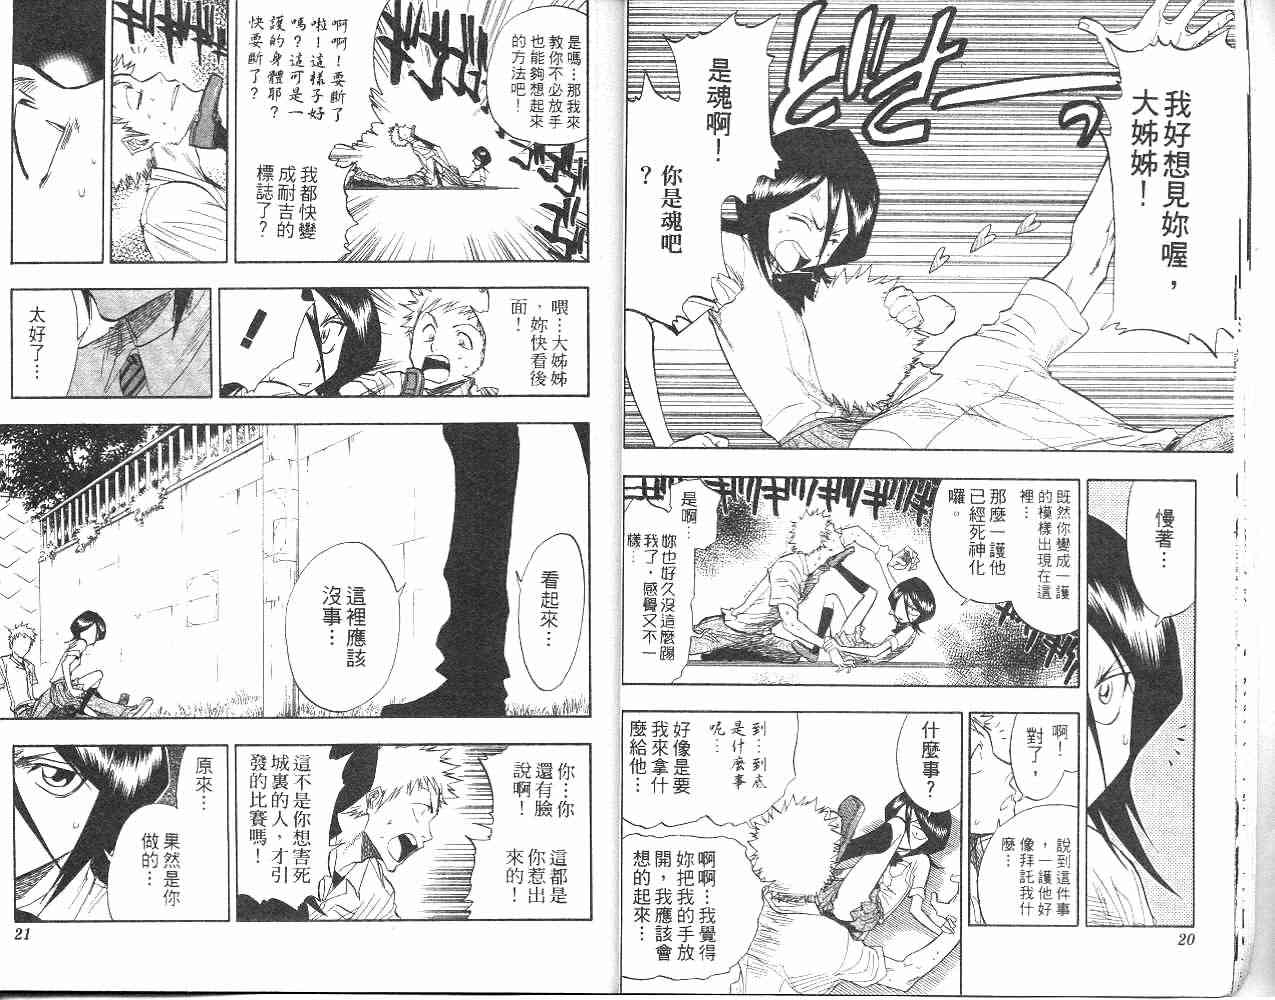 我好想見妳喔，
大姊姊！
是魂啊！
你是魂吧
？
慢著…
既然你變成一護
的模樣出現在這
裡…
那麼一護他
已經死神化
囉。
是啊…
妳也好久沒這麼踢
我了，感覺又不一
樣…
啊！
對了，
說到這件事
，一護他好
像拜託我什
麼…
什麼事？
到…到底
是什麼事
呢…
好像是要
我來拿什
麼給他…
啊啊…我覺得
妳把我的手放
開，我應該會
想的起來…
20
是嗎…那我來
教你不必放手
也能夠想起來
的方法吧！
啊啊！要斷了
啦！這樣子好
嗎？這可是一
護的身體耶？
快要斷了？
我都快變
成耐吉的
標誌了？
喂…大姊姊
，妳快看後
面！
！
太好了…
看起來…
這裡應該
沒事…
你…你
還有臉
說啊！
這都是
你惹出
來的！
這不是你想害死
城裏的人，才引
發的比賽嗎！
原來…
果然是你
做的…
21